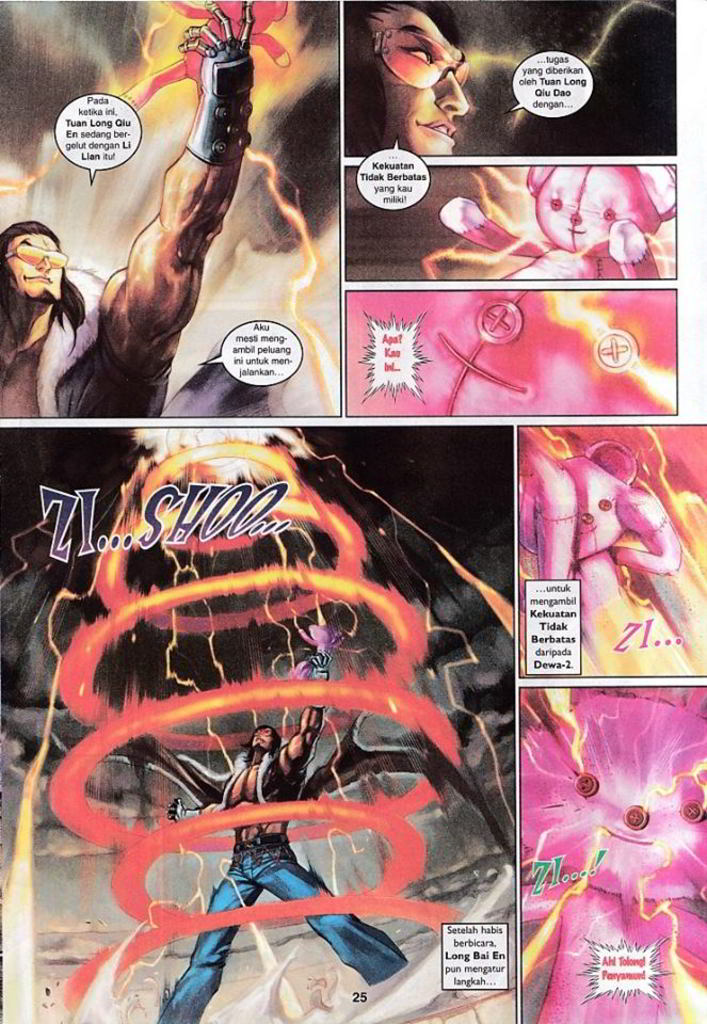 Pada
ketika ini,
Tuan Long Qiu
En sedang ber-
gelut dengan Li
Lian itu!
Aku
mesti meng-
ambil peluang
ini untuk men-
jalankan...
...tugas
yang diberikan
oleh Tuan Long
Qiu Dao
dengan...
Kekuatan
Tidak Berbatas
yang kau
miliki!
Apa?
Kau
Ini...
ZI...SHOO...
Setelah habis
berbicara,
Long Bai En
pun mengatur
langkah...
...untuk
mengambil
Kekuatan
Tidak
Berbatas
daripada
Dewa-2.
ZI...
ZI...!
Ah! Tolong!
Penyamun!
25